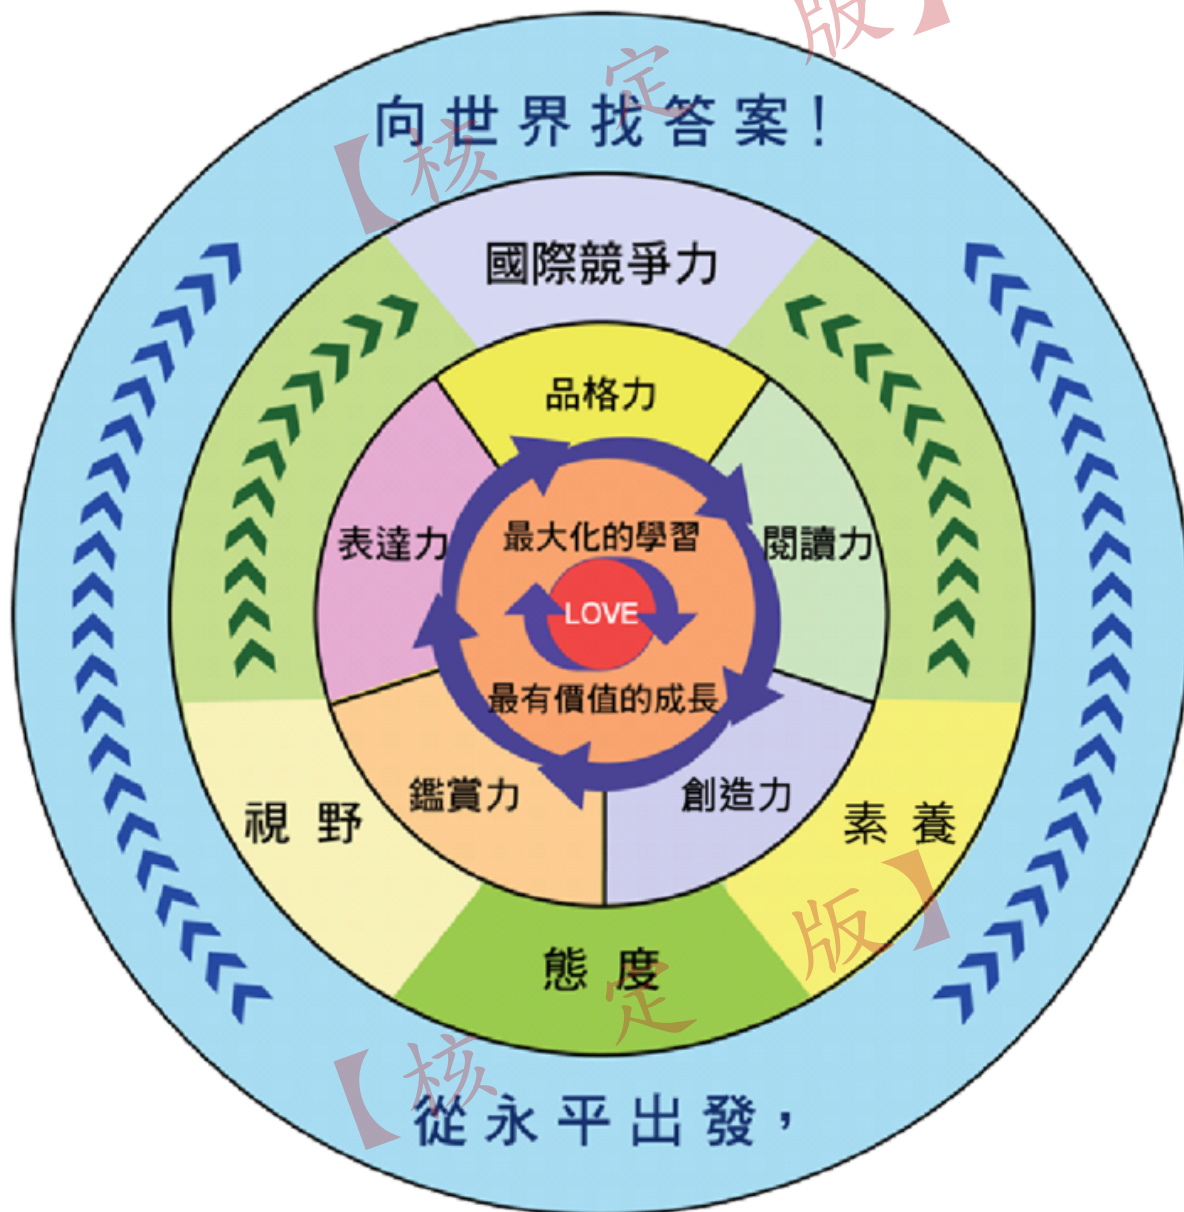 【核定版】
向世界找答案！
國際競爭力
品格力
表達力
最大化的學習
閱讀力
LOVE
最有價值的成長
鑑賞力
創造力
視野
素養
態度
【核定版】
從永平出發，